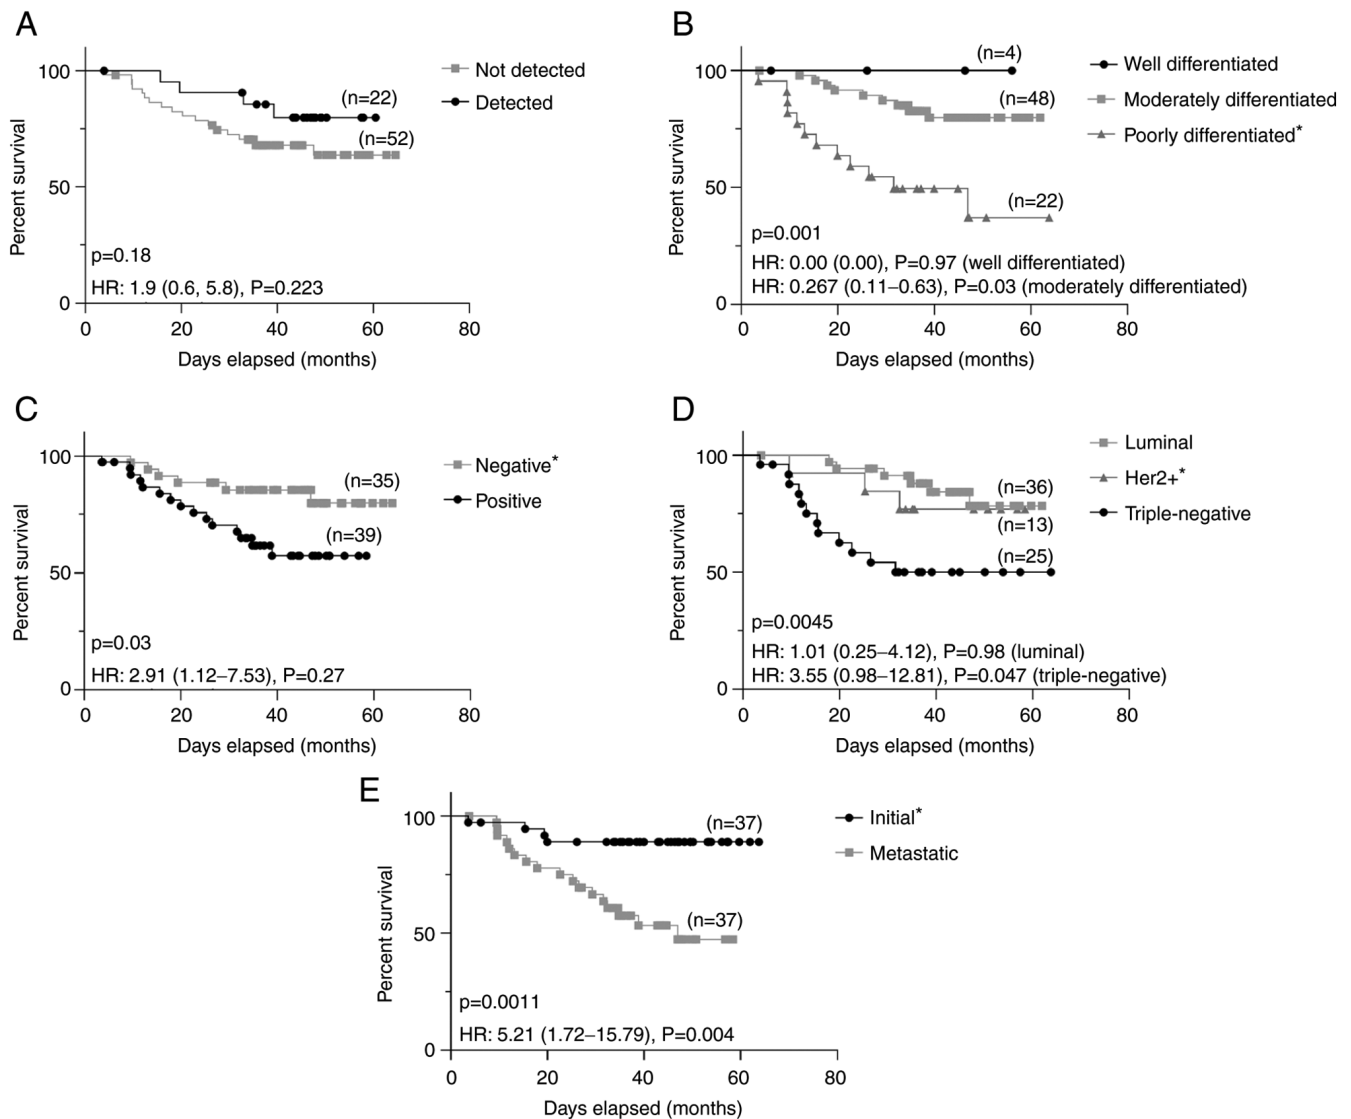 A
Percent survival
100
50
0
0 20 40 60 80
Days elapsed (months)
Not detected
Detected
(n=22)
(n=52)
p=0.18
HR: 1.9 (0.6, 5.8), P=0.223
B
Percent survival
100
50
0
0 20 40 60 80
Days elapsed (months)
Well differentiated
Moderately differentiated
Poorly differentiated*
(n=4)
(n=48)
(n=22)
p=0.001
HR: 0.00 (0.00), P=0.97 (well differentiated)
HR: 0.267 (0.11–0.63), P=0.03 (moderately differentiated)
C
Percent survival
100
50
0
0 20 40 60 80
Days elapsed (months)
Negative*
Positive
(n=35)
(n=39)
p=0.03
HR: 2.91 (1.12–7.53), P=0.27
D
Percent survival
100
50
0
0 20 40 60 80
Days elapsed (months)
Luminal
Her2+*
Triple-negative
(n=36)
(n=13)
(n=25)
p=0.0045
HR: 1.01 (0.25–4.12), P=0.98 (luminal)
HR: 3.55 (0.98–12.81), P=0.047 (triple-negative)
E
Percent survival
100
50
0
0 20 40 60 80
Days elapsed (months)
Initial*
Metastatic
(n=37)
(n=37)
p=0.0011
HR: 5.21 (1.72–15.79), P=0.004